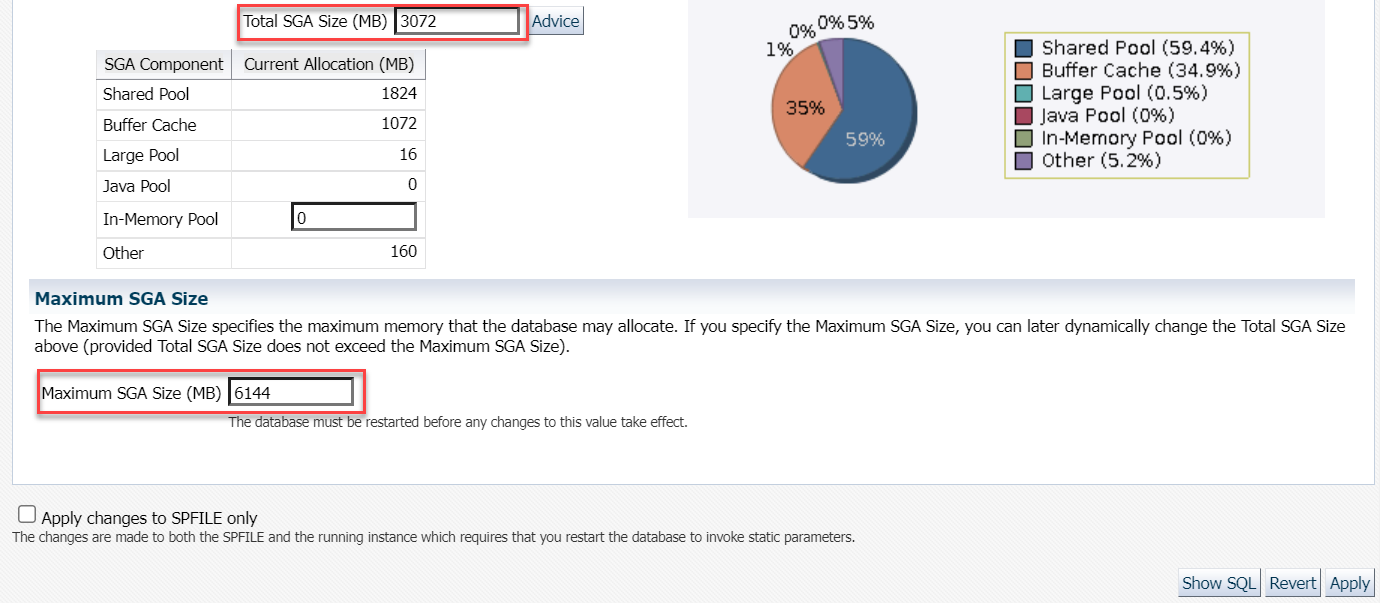 Total SGA Size (MB) 3072 Advice
SGA Component Current Allocation (MB)
Shared Pool 1824
Buffer Cache 1072
Large Pool 16
Java Pool 0
In-Memory Pool 0
Other 160
0% 0% 5%
1%
35%
59%
Shared Pool (59.4%)
Buffer Cache (34.9%)
Large Pool (0.5%)
Java Pool (0%)
In-Memory Pool (0%)
Other (5.2%)
Maximum SGA Size
The Maximum SGA Size specifies the maximum memory that the database may allocate. If you specify the Maximum SGA Size, you can later dynamically change the Total SGA Size
above (provided Total SGA Size does not exceed the Maximum SGA Size).
Maximum SGA Size (MB) 6144
The database must be restarted before any changes to this value take effect.
Apply changes to SPFILE only
The changes are made to both the SPFILE and the running instance which requires that you restart the database to invoke static parameters.
Show SQL Revert Apply